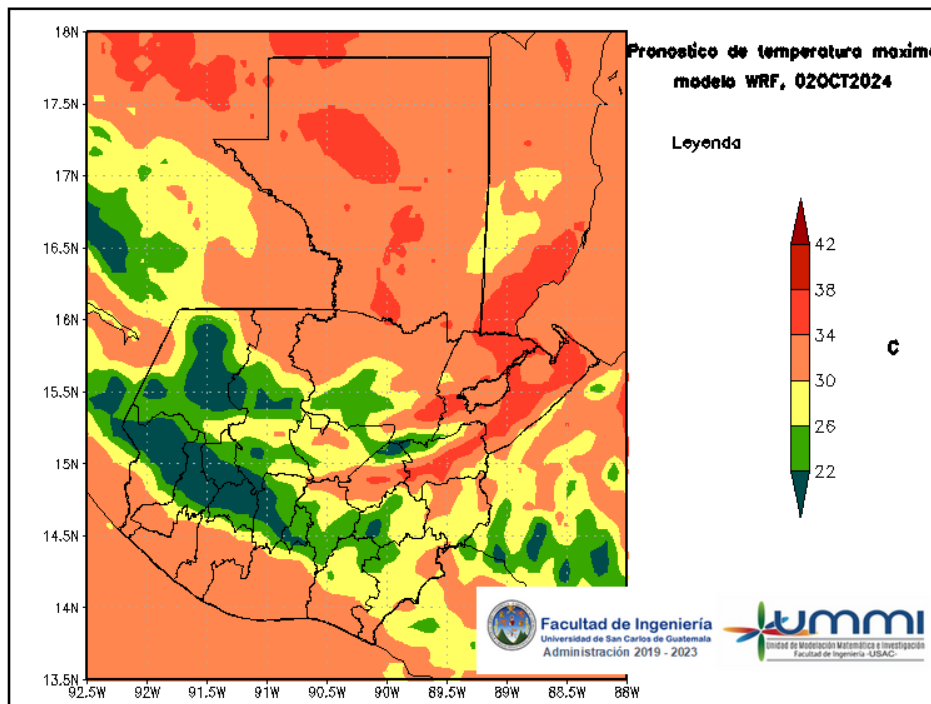 Pronostico de temperatura maxima
modelo WRF, 02OCT2024
Leyenda
18N
17.5N
17N
16.5N
16N
15.5N
15N
14.5N
14N
13.5N
92.5W 92W 91.5W 91W 90.5W 90W 89.5W 89W 88.5W 88W
42
38
34
30
26
22
C
Facultad de Ingeniería
Universidad de San Carlos de Guatemala
Administración 2019 - 2023
ummi
Unidad de Modelación Matemática e Investigación
Facultad de Ingeniería -USAC-